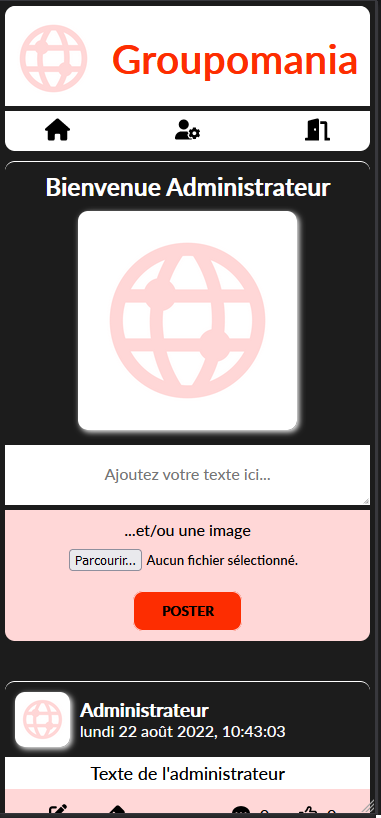 Groupomania
Bienvenue Administrateur
Ajoutez votre texte ici...
...et/ou une image
Parcourir... Aucun fichier sélectionné.
POSTER
Administrateur
lundi 22 août 2022, 10:43:03
Texte de l'administrateur